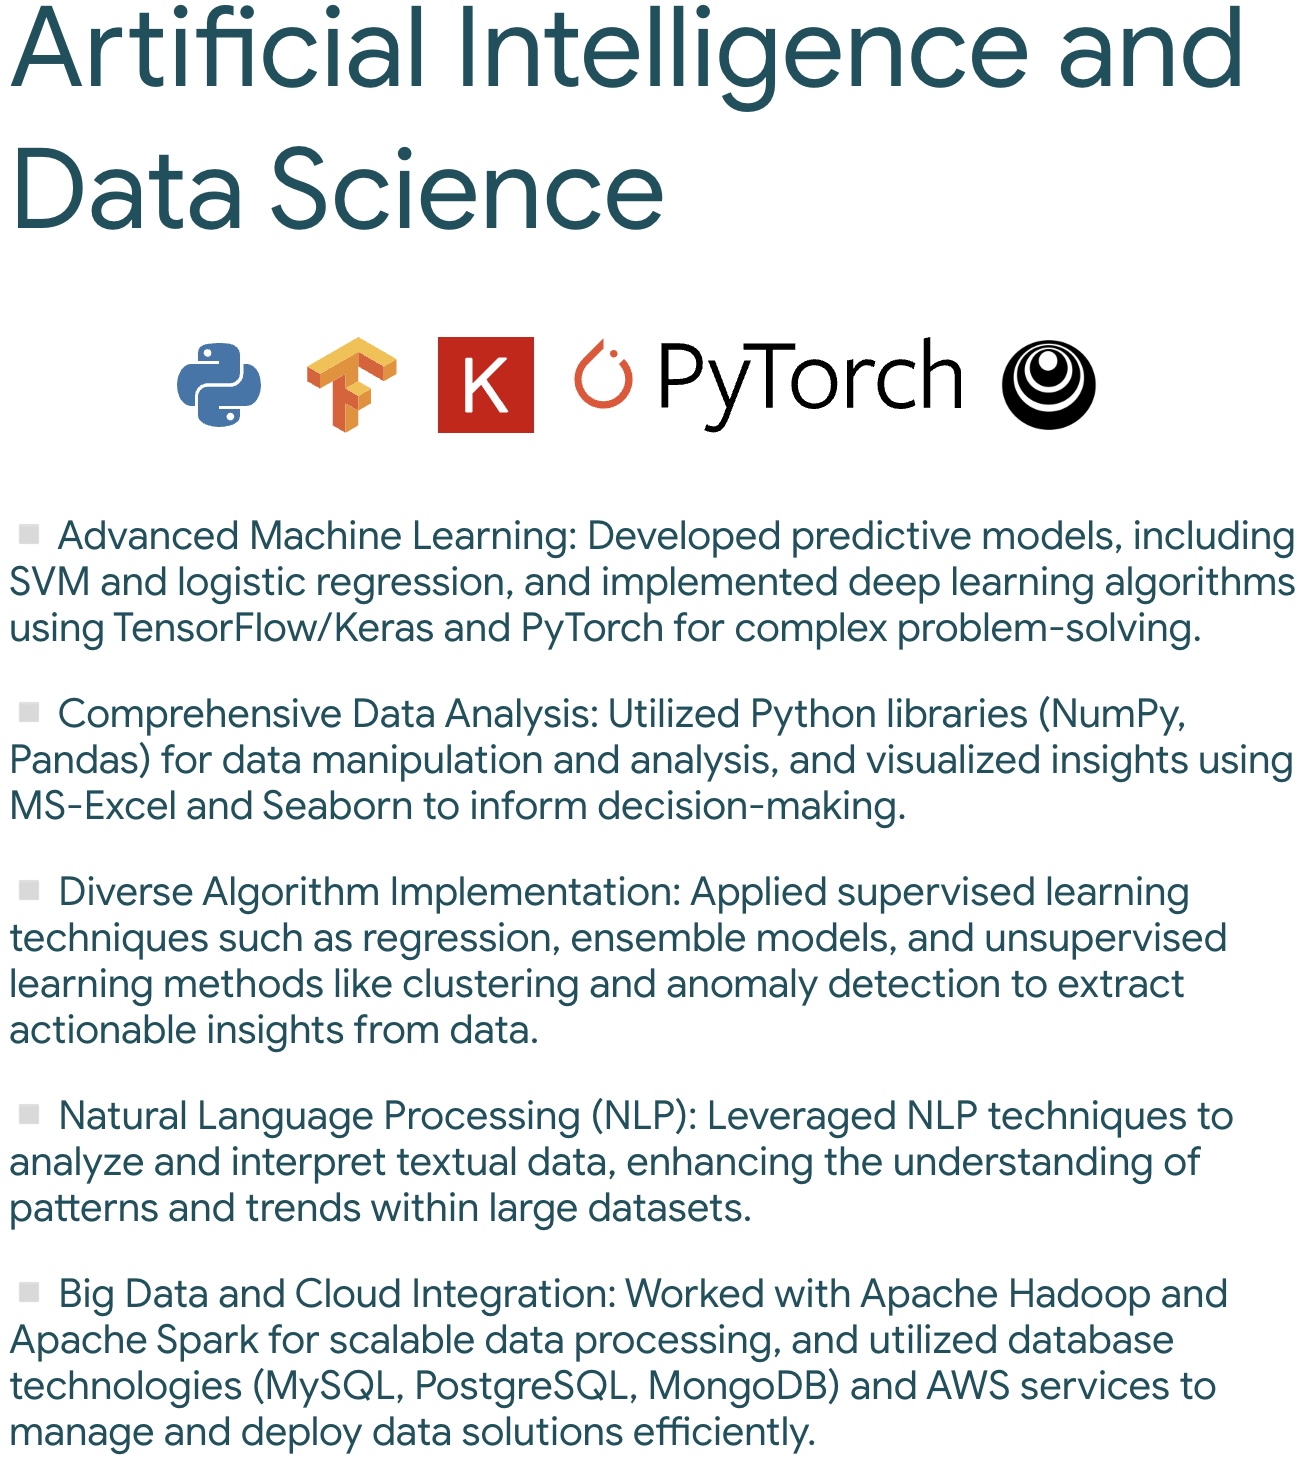 Artificial Intelligence and
Data Science
K
PyTorch
Advanced Machine Learning: Developed predictive models, including
SVM and logistic regression, and implemented deep learning algorithms
using TensorFlow/Keras and PyTorch for complex problem-solving.
Comprehensive Data Analysis: Utilized Python libraries (NumPy,
Pandas) for data manipulation and analysis, and visualized insights using
MS-Excel and Seaborn to inform decision-making.
Diverse Algorithm Implementation: Applied supervised learning
techniques such as regression, ensemble models, and unsupervised
learning methods like clustering and anomaly detection to extract
actionable insights from data.
Natural Language Processing (NLP): Leveraged NLP techniques to
analyze and interpret textual data, enhancing the understanding of
patterns and trends within large datasets.
Big Data and Cloud Integration: Worked with Apache Hadoop and
Apache Spark for scalable data processing, and utilized database
technologies (MySQL, PostgreSQL, MongoDB) and AWS services to
manage and deploy data solutions efficiently.